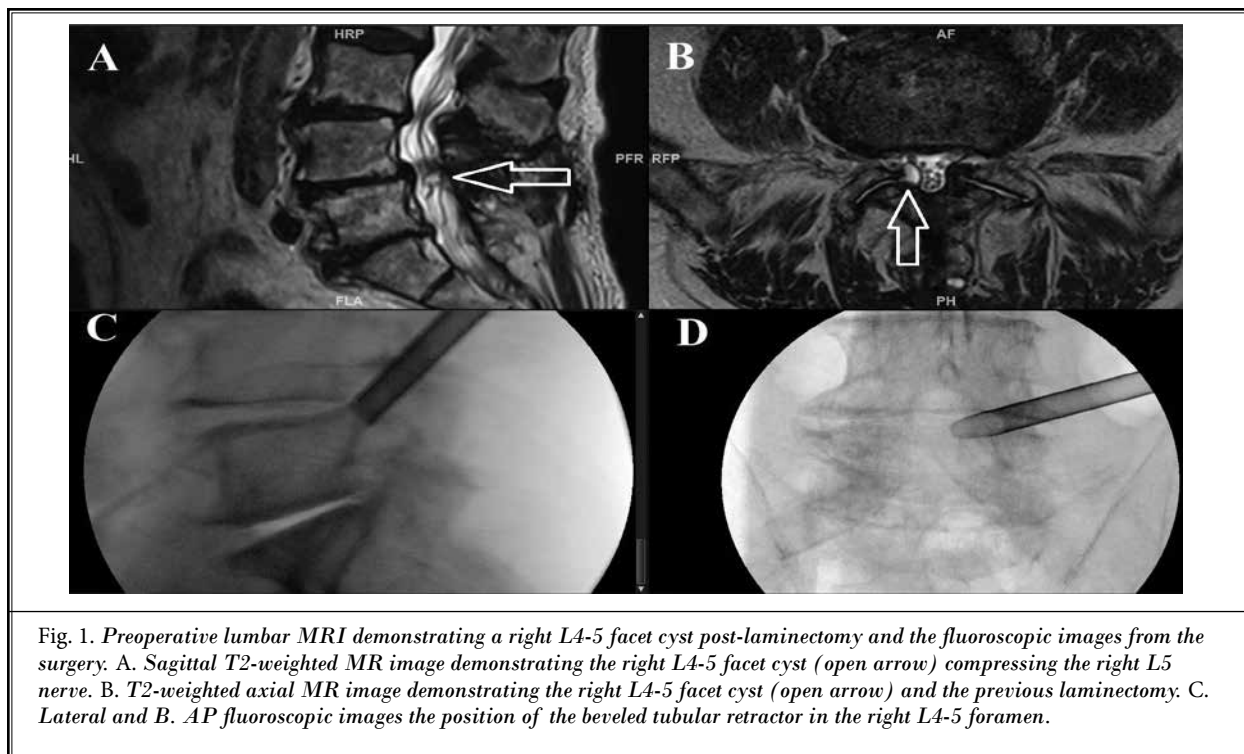 HRP
A
HL
PFR
FLA
AF
B
RFP
PH
C
D
Fig. 1. Preoperative lumbar MRI demonstrating a right L4-5 facet cyst post-laminectomy and the fluoroscopic images from the
surgery. A. Sagittal T2-weighted MR image demonstrating the right L4-5 facet cyst (open arrow) compressing the right L5
nerve. B. T2-weighted axial MR image demonstrating the right L4-5 facet cyst (open arrow) and the previous laminectomy. C.
Lateral and B. AP fluoroscopic images the position of the beveled tubular retractor in the right L4-5 foramen.